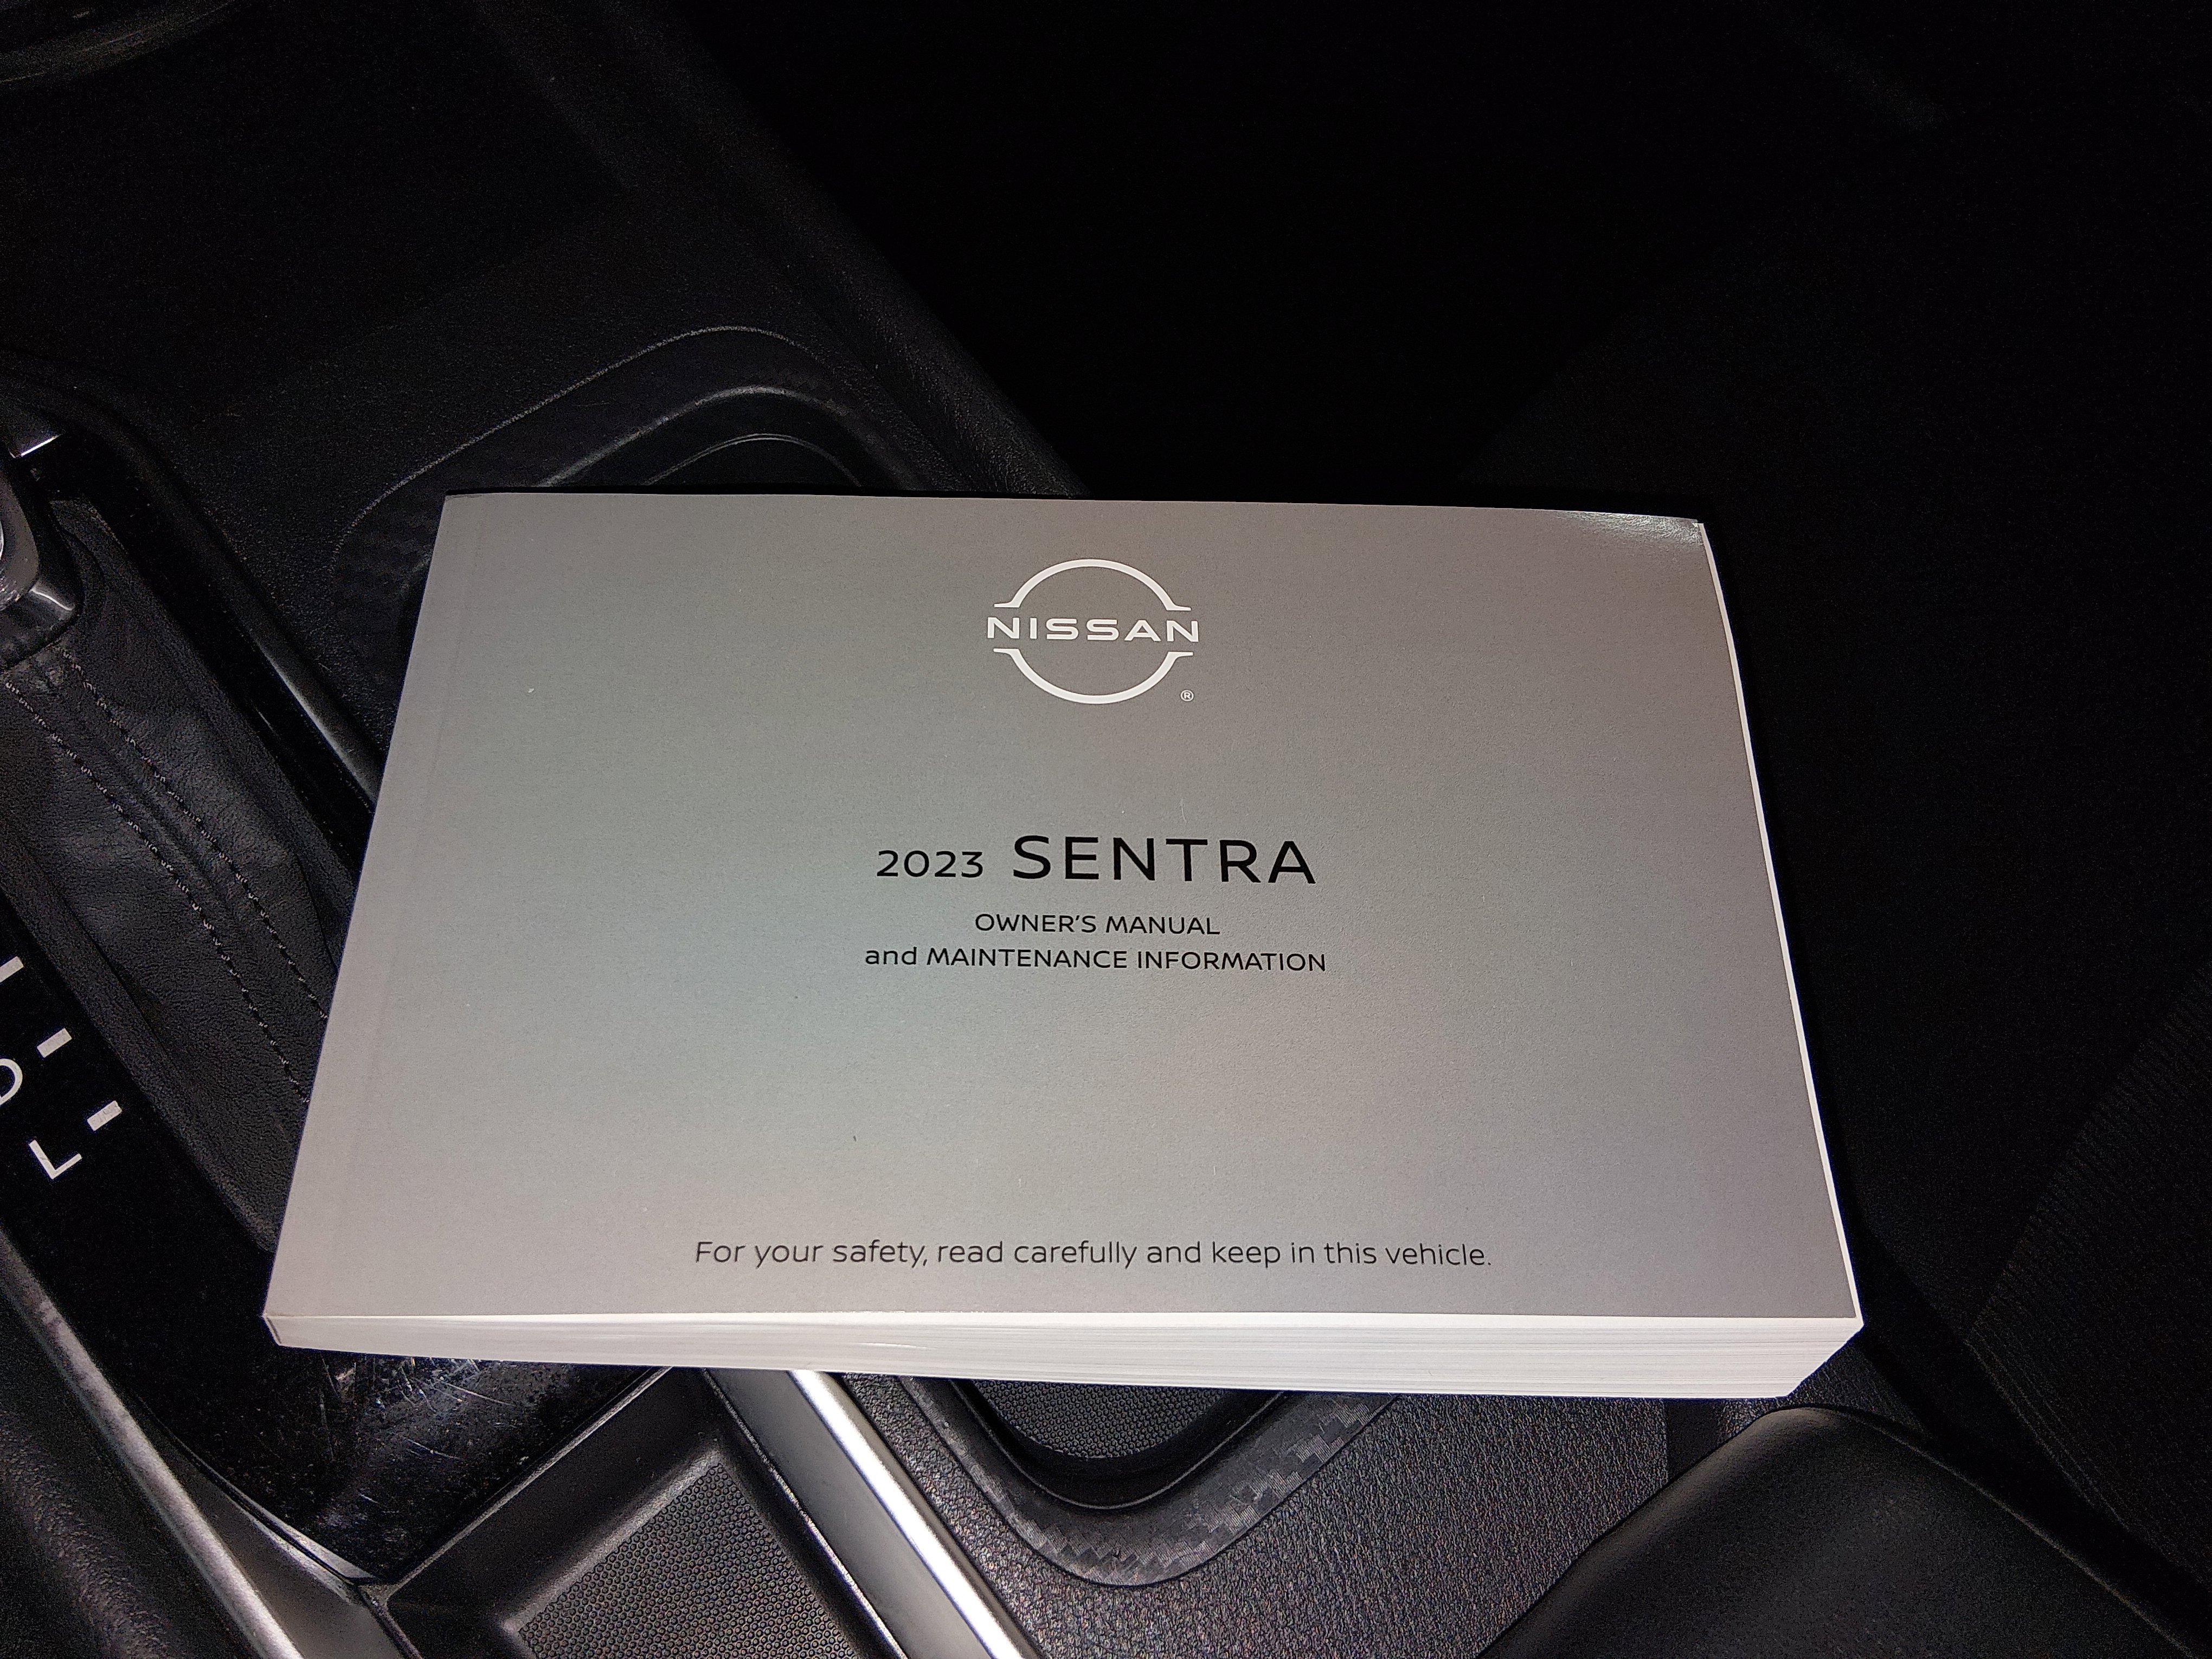 NISSAN
®
2023 SENTRA
OWNER'S MANUAL
and MAINTENANCE INFORMATION
D
L
For your safety, read carefully and keep in this vehicle.